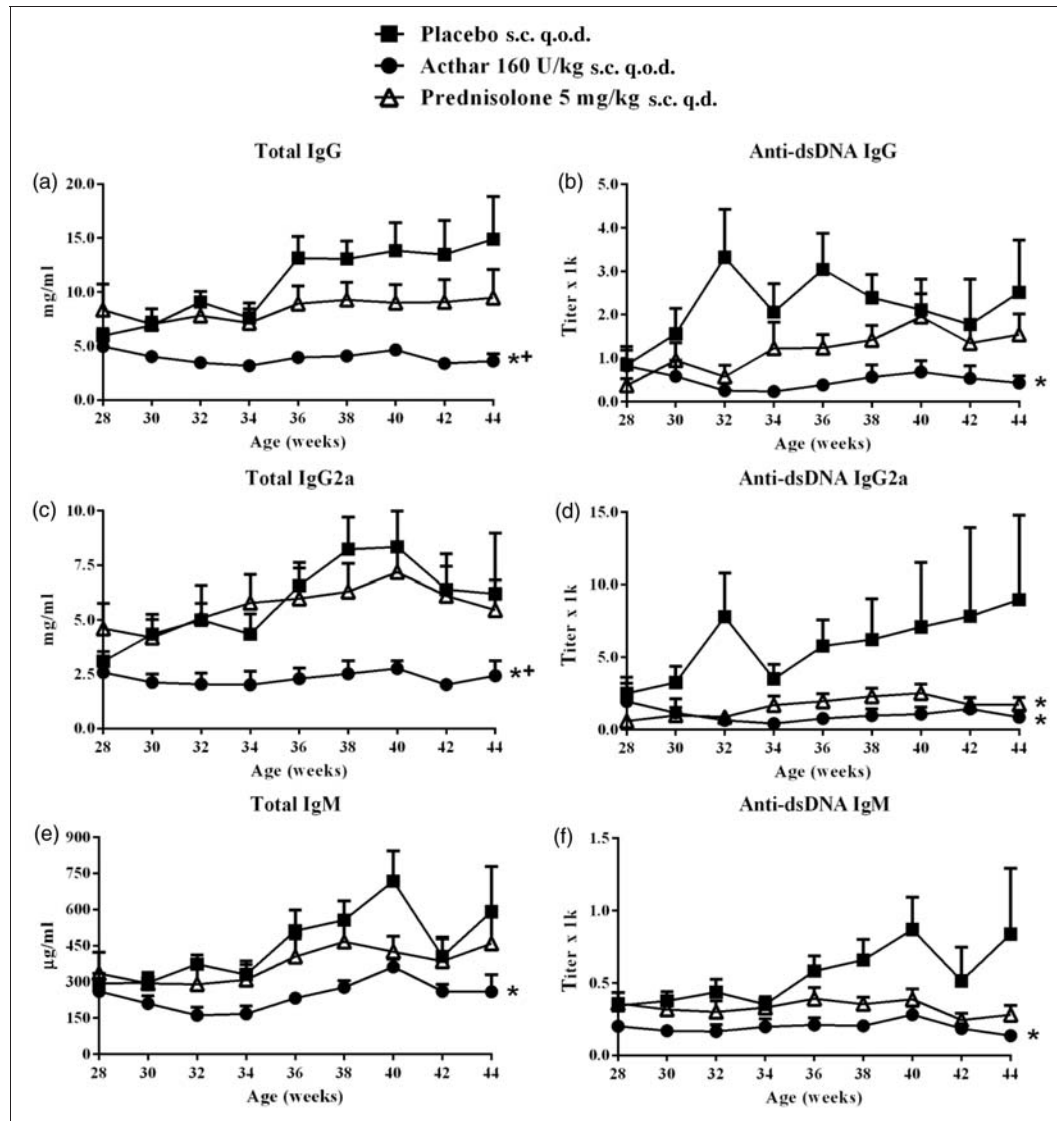 Placebo s.c. q.o.d.
Acthar 160 U/kg s.c. q.o.d.
Prednisolone 5 mg/kg s.c. q.d.
Total IgG
(a)
20.0
15.0
10.0
5.0
0.0
mg/ml
*+
28 30 32 34 36 38 40 42 44
Age (weeks)
Anti-dsDNA IgG
(b)
5.0
4.0
3.0
2.0
1.0
0.0
Titer x 1k
*
28 30 32 34 36 38 40 42 44
Age (weeks)
Total IgG2a
(c)
10.0
7.5
5.0
2.5
0.0
mg/ml
*+
28 30 32 34 36 38 40 42 44
Age (weeks)
Anti-dsDNA IgG2a
(d)
15.0
10.0
5.0
0.0
Titer x 1k
*
*
28 30 32 34 36 38 40 42 44
Age (weeks)
Total IgM
(e)
900
750
600
450
300
150
0
µg/ml
*
28 30 32 34 36 38 40 42 44
Age (weeks)
Anti-dsDNA IgM
(f)
1.5
1.0
0.5
0.0
Titer x 1k
*
28 30 32 34 36 38 40 42 44
Age (weeks)